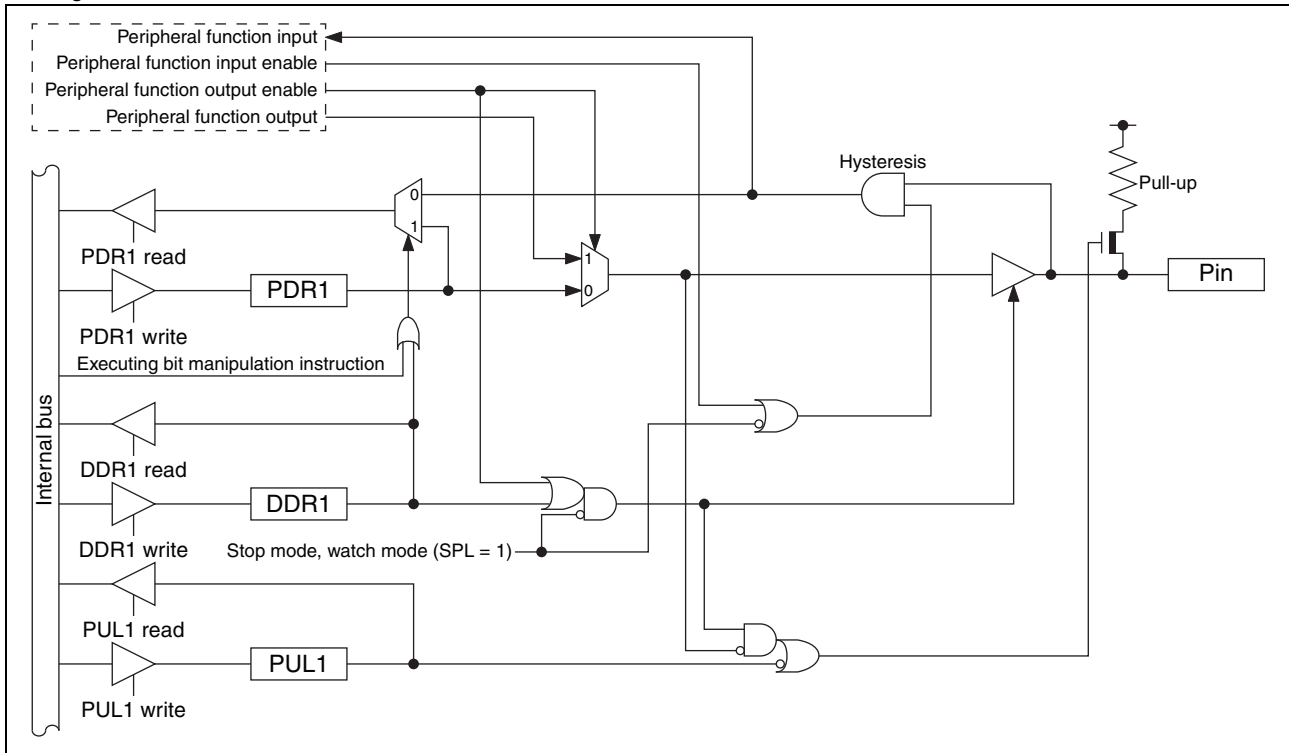 Peripheral function input
Peripheral function input enable
Peripheral function output enable
Peripheral function output
Hysteresis
Pull-up
0
1
PDR1 read
1
0
PDR1
Pin
PDR1 write
Executing bit manipulation instruction
Internal bus
DDR1 read
DDR1
Stop mode, watch mode (SPL = 1)
DDR1 write
PUL1 read
PUL1
PUL1 write